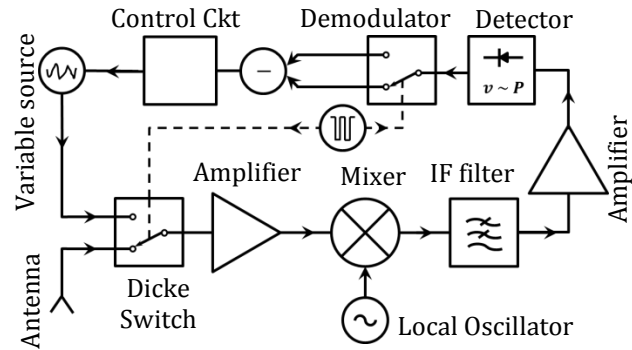 Control Ckt
Demodulator
Detector
Variable source
−
v ~ P
Amplifier
Amplifier
Mixer
IF filter
Antenna
Dicke
Switch
Local Oscillator